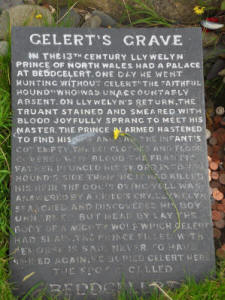 GELERT'S GRAVE
IN THE 13TH CENTURY LLYWELYN
PRINCE OF NORTH WALES HAD A PALACE
AT BEDDGELERT. ONE DAY HE WENT
HUNTING WITHOUT GELERT "THE FAITHFUL
HOUND" WHO WAS UNACCOUNTABLY
ABSENT. ON LLYWELYN'S RETURN, THE
TRUANT STAINED AND SMEARED WITH
BLOOD JOYFULLY SPRANG TO MEET HIS
MASTER. THE PRINCE ALARMED HASTENED
TO FIND HIS AND THE INFANT'S
COT EMPTY, THE BEDCLOTHES AND FLOOR
COVERED WITH BLOOD. THE FRANTIC
FATHER PLUNGED HIS SWORD INTO THE
HOUND'S SIDE THINKING IT HAD KILLED
HIS HEIR. THE DOG'S DYING YELL WAS
ANSWERED BY A CHILD'S CRY. LLYWELYN
SEARCHED AND DISCOVERED HIS BOY
UNHARMED BUT NEAR BY LAY THE
BODY OF A MIGHTY WOLF WHICH GELERT
HAD SLAIN. THE PRINCE FILLED WITH
REMORSE IS SAID NEVER TO HAVE
SMILED AGAIN. HE BURIED GELERT HERE.
THE SPOT IS CALLED
BEDDGELERT